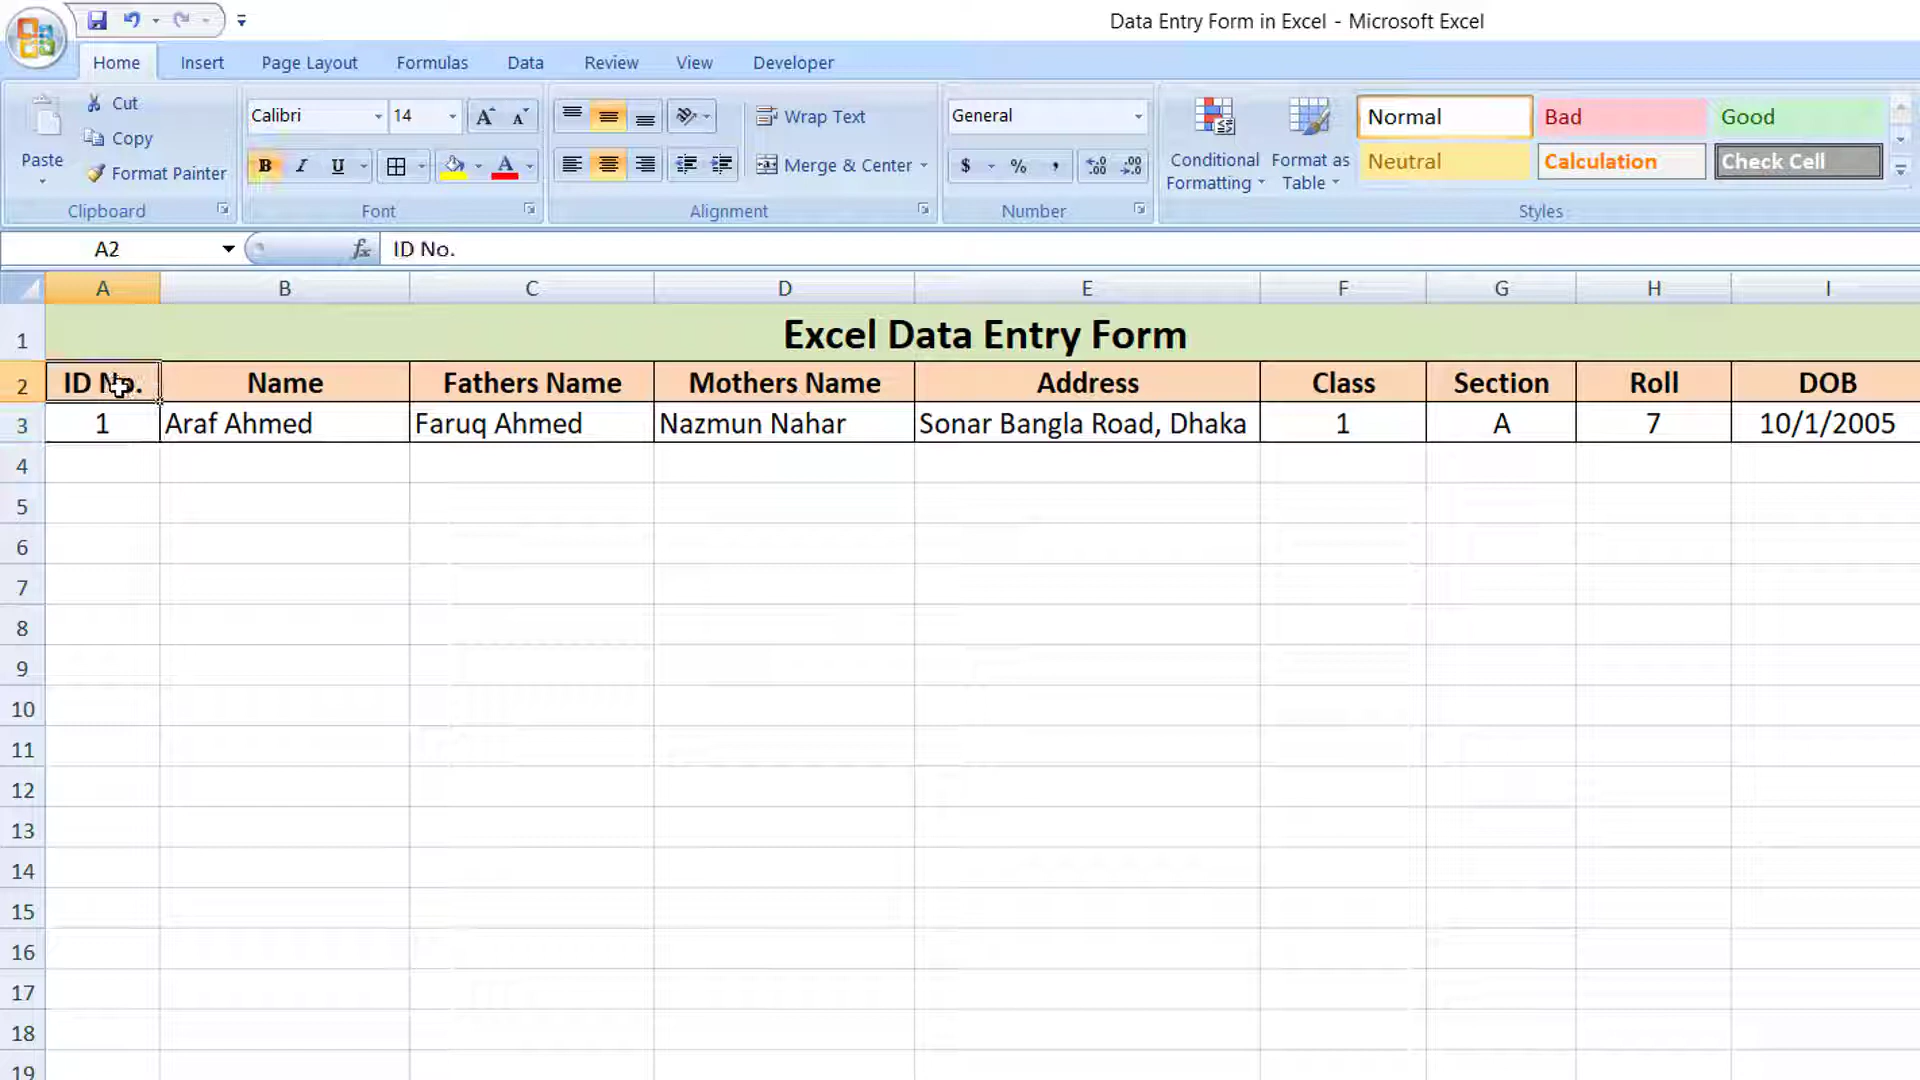 Data Entry Form in Excel - Microsoft Excel
Home Insert Page Layout Formulas Data Review View Developer
Paste Cut Copy Format Painter
Calibri 14 A A
B I U A
Wrap Text
Merge & Center
General
$ % ,
Conditional Formatting
Format as Table
Normal Bad Good
Neutral Calculation Check Cell
Clipboard Font Alignment Number Styles
A2 fx ID No.
A B C D E F G H I
1 Excel Data Entry Form
2 ID No. Name Fathers Name Mothers Name Address Class Section Roll DOB
3 1 Araf Ahmed Faruq Ahmed Nazmun Nahar Sonar Bangla Road, Dhaka 1 A 7 10/1/2005
4
5
6
7
8
9
10
11
12
13
14
15
16
17
18
19